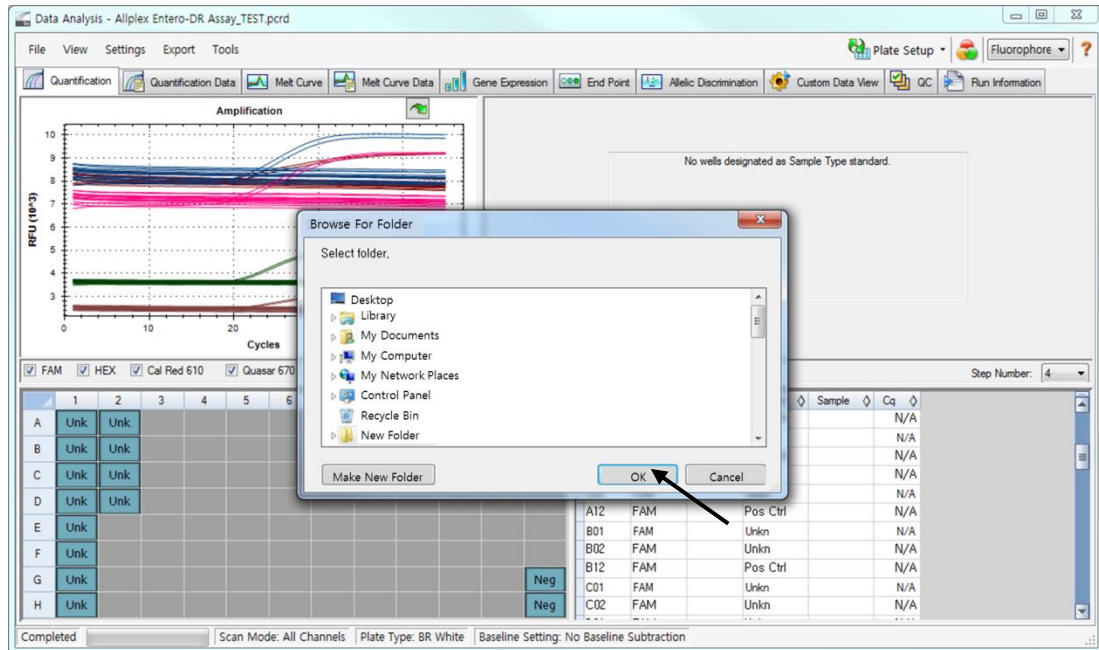 Data Analysis - Allplex Entero-DR Assay_TEST.pcrd
File View Settings Export Tools Plate Setup Fluorophore ?
Quantification Quantification Data Melt Curve Melt Curve Data Gene Expression End Point Allelic Discrimination Custom Data View QC Run Information
Amplification
No wells designated as Sample Type standard.
RFU (10^3)
10
9
8
7
6
5
4
3
0 10 20
Cycles
Browse For Folder
Select folder,
Desktop
Library
My Documents
My Computer
My Network Places
Control Panel
Recycle Bin
New Folder
Make New Folder OK Cancel
FAM HEX Cal Red 610 Quasar 670 Step Number: 4
1 2 3 4 5 6
A Unk Unk
B Unk Unk
C Unk Unk
D Unk Unk
E Unk
F Unk
G Unk Neg
H Unk Neg
Sample Cq
N/A
N/A
N/A
N/A
N/A
A12 FAM Pos Ctrl N/A
B01 FAM Unkn N/A
B02 FAM Unkn N/A
B12 FAM Pos Ctrl N/A
C01 FAM Unkn N/A
C02 FAM Unkn N/A
Completed Scan Mode: All Channels Plate Type: BR White Baseline Setting: No Baseline Subtraction